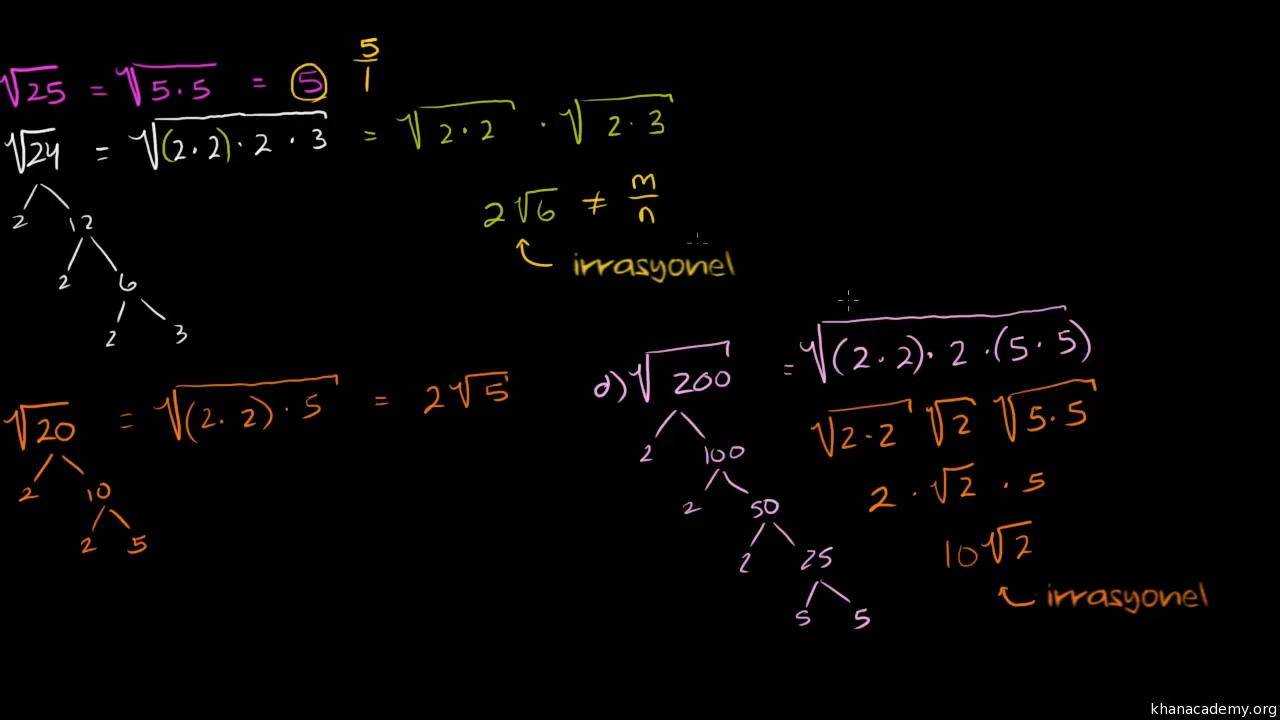 5/1
√25 = √(5·5) = 5
√24 = √((2·2)·2·3) = √(2·2) · √(2·3)
2 12
2 6
2 3
2√6 ≠ m/n
irrasyonel
√20 = √((2·2)·5) = 2√5
2 10
2 5
d) √200 = √((2·2)·2·(5·5))
2 100
2 50
2 25
5 5
√(2·2) √2 √(5·5)
2 · √2 · 5
10√2
irrasyonel
khanacademy.org